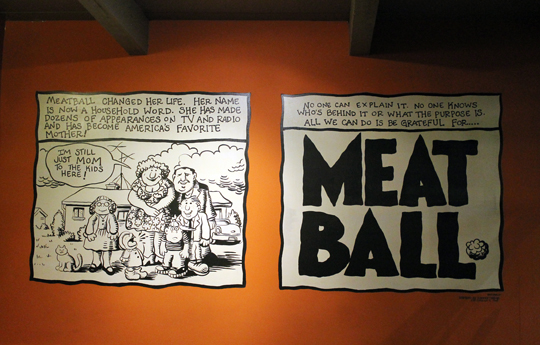 MEATBALL CHANGED HER LIFE. HER NAME
IS NOW A HOUSEHOLD WORD. SHE HAS MADE
DOZENS OF APPEARANCES ON TV AND RADIO
AND HAS BECOME AMERICA'S FAVORITE
MOTHER!
I'M STILL
JUST MOM
TO THE KIDS
HERE!
NO ONE CAN EXPLAIN IT. NO ONE KNOWS
WHO'S BEHIND IT OR WHAT THE PURPOSE IS.
ALL WE CAN DO IS BE GRATEFUL FOR....
MEAT
BALL